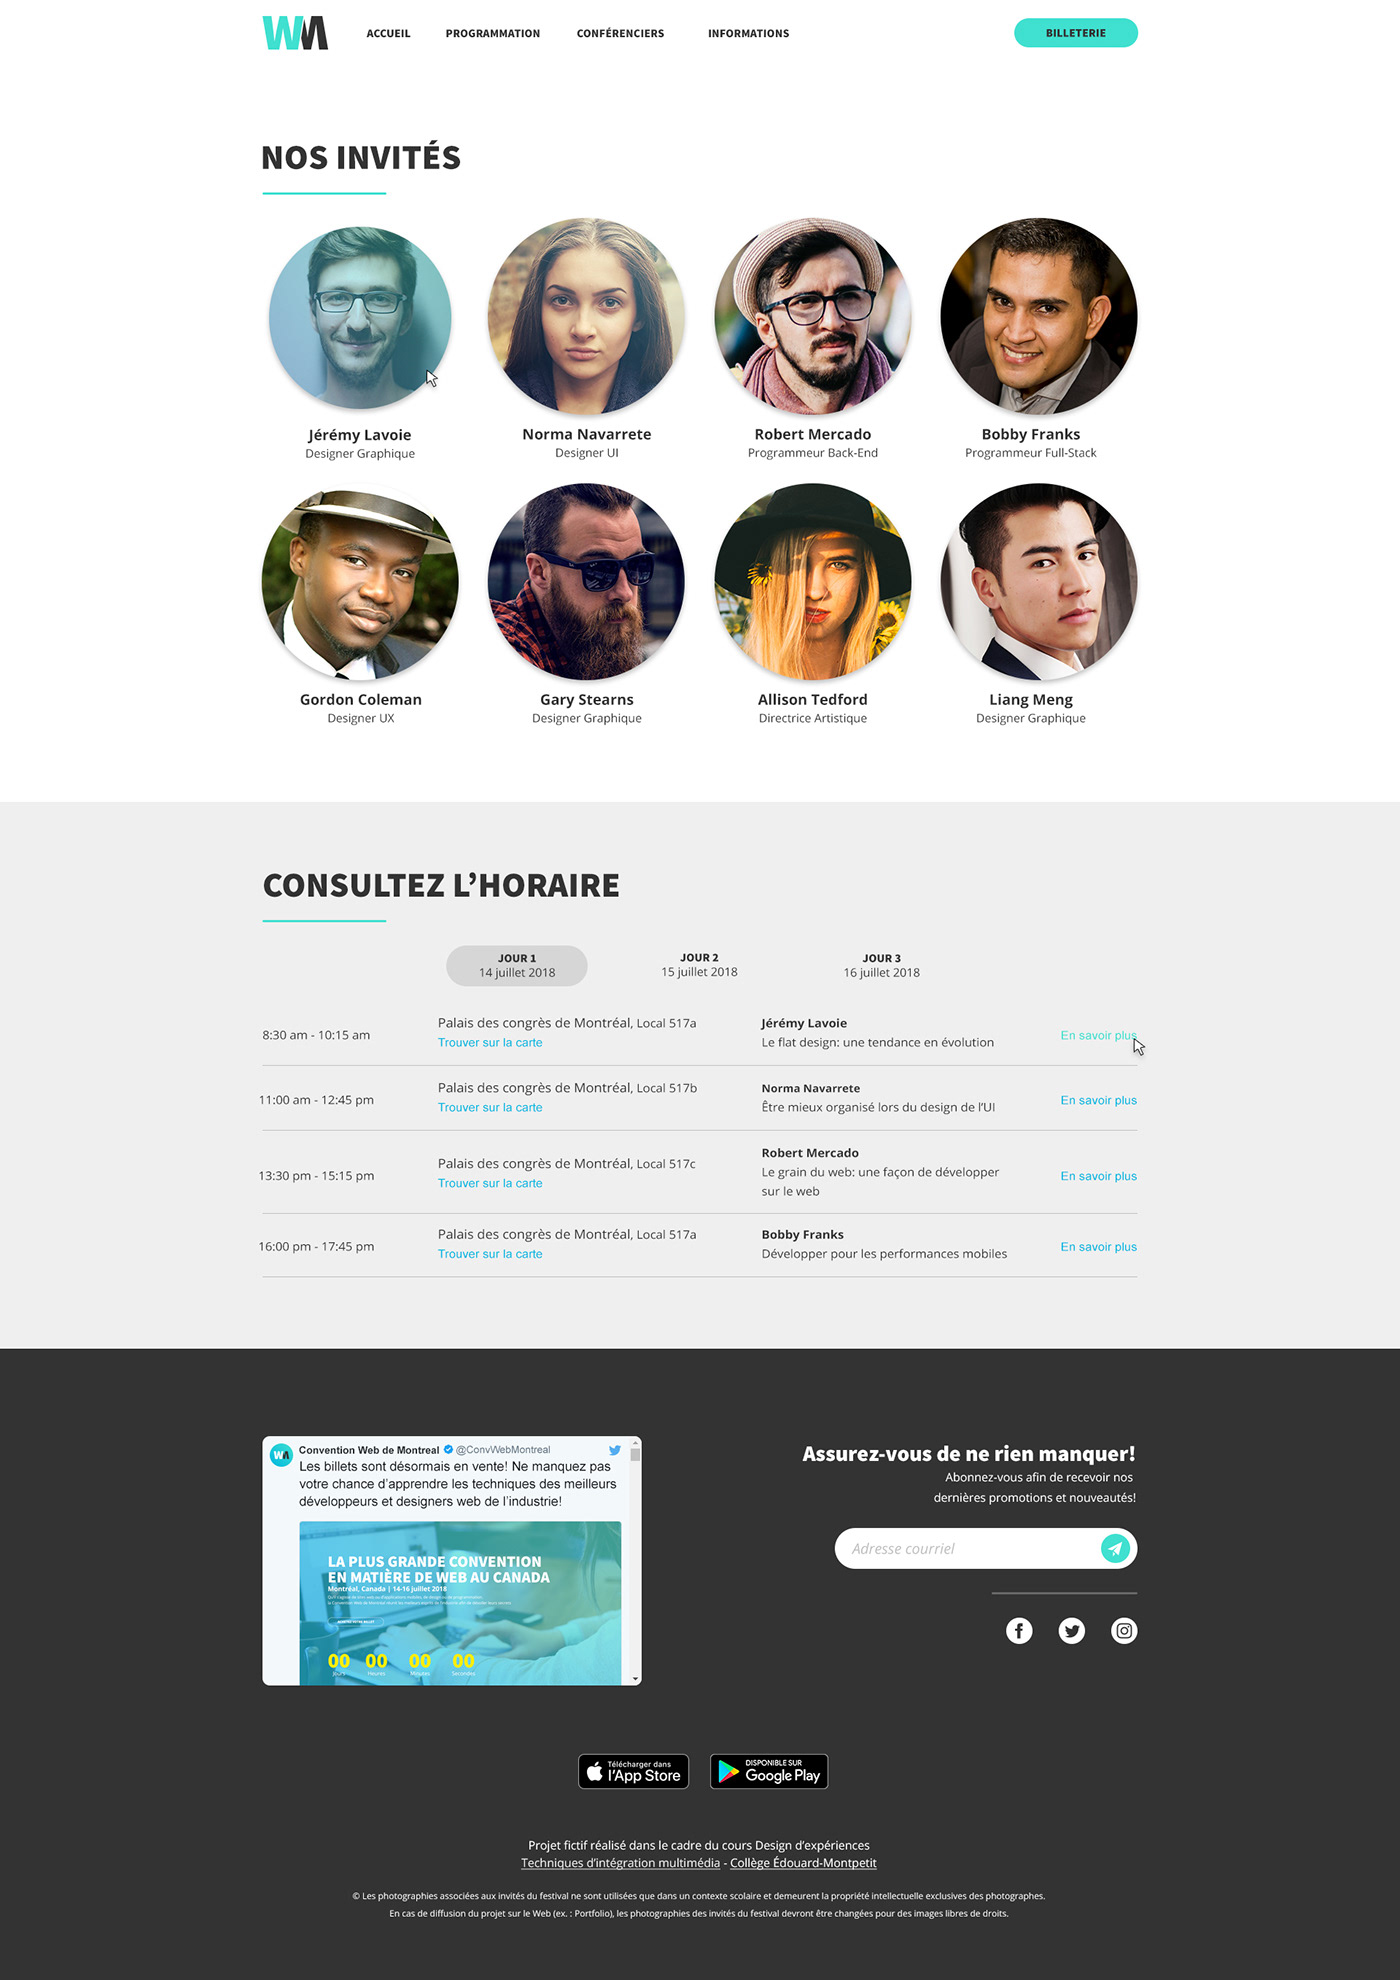 WM
ACCUEIL
PROGRAMMATION
CONFÉRENCIERS
INFORMATIONS
BILLETERIE
NOS INVITÉS
Jérémy Lavoie
Designer Graphique
Norma Navarrete
Designer UI
Robert Mercado
Programmeur Back-End
Bobby Franks
Programmeur Full-Stack
Gordon Coleman
Designer UX
Gary Stearns
Designer Graphique
Allison Tedford
Directrice Artistique
Liang Meng
Designer Graphique
CONSULTEZ L’HORAIRE
JOUR 1
14 juillet 2018
JOUR 2
15 juillet 2018
JOUR 3
16 juillet 2018
8:30 am - 10:15 am
Palais des congrès de Montréal, Local 517a
Trouver sur la carte
Jérémy Lavoie
Le flat design: une tendance en évolution
En savoir plus
11:00 am - 12:45 pm
Palais des congrès de Montréal, Local 517b
Trouver sur la carte
Norma Navarrete
Être mieux organisé lors du design de l’UI
En savoir plus
13:30 pm - 15:15 pm
Palais des congrès de Montréal, Local 517c
Trouver sur la carte
Robert Mercado
Le grain du web: une façon de développer
sur le web
En savoir plus
16:00 pm - 17:45 pm
Palais des congrès de Montréal, Local 517a
Trouver sur la carte
Bobby Franks
Développer pour les performances mobiles
En savoir plus
WM
Convention Web de Montreal @ConvWebMontreal
Les billets sont désormais en vente! Ne manquez pas
votre chance d’apprendre les techniques des meilleurs
développeurs et designers web de l’industrie!
LA PLUS GRANDE CONVENTION
EN MATIÈRE DE WEB AU CANADA
Montréal, Canada | 14-16 juillet 2018
00 00 00 00
Jours Heures Minutes Secondes
Assurez-vous de ne rien manquer!
Abonnez-vous afin de recevoir nos
dernières promotions et nouveautés!
Adresse courriel
Télécharger dans
l’App Store
DISPONIBLE SUR
Google Play
Projet fictif réalisé dans le cadre du cours Design d’expériences
Techniques d’intégration multimédia - Collège Édouard-Montpetit
© Les photographies associées aux invités du festival ne sont utilisées que dans un contexte scolaire et demeurent la propriété intellectuelle exclusives des photographes.
En cas de diffusion du projet sur le Web (ex. : Portfolio), les photographies des invités du festival devront être changées pour des images libres de droits.